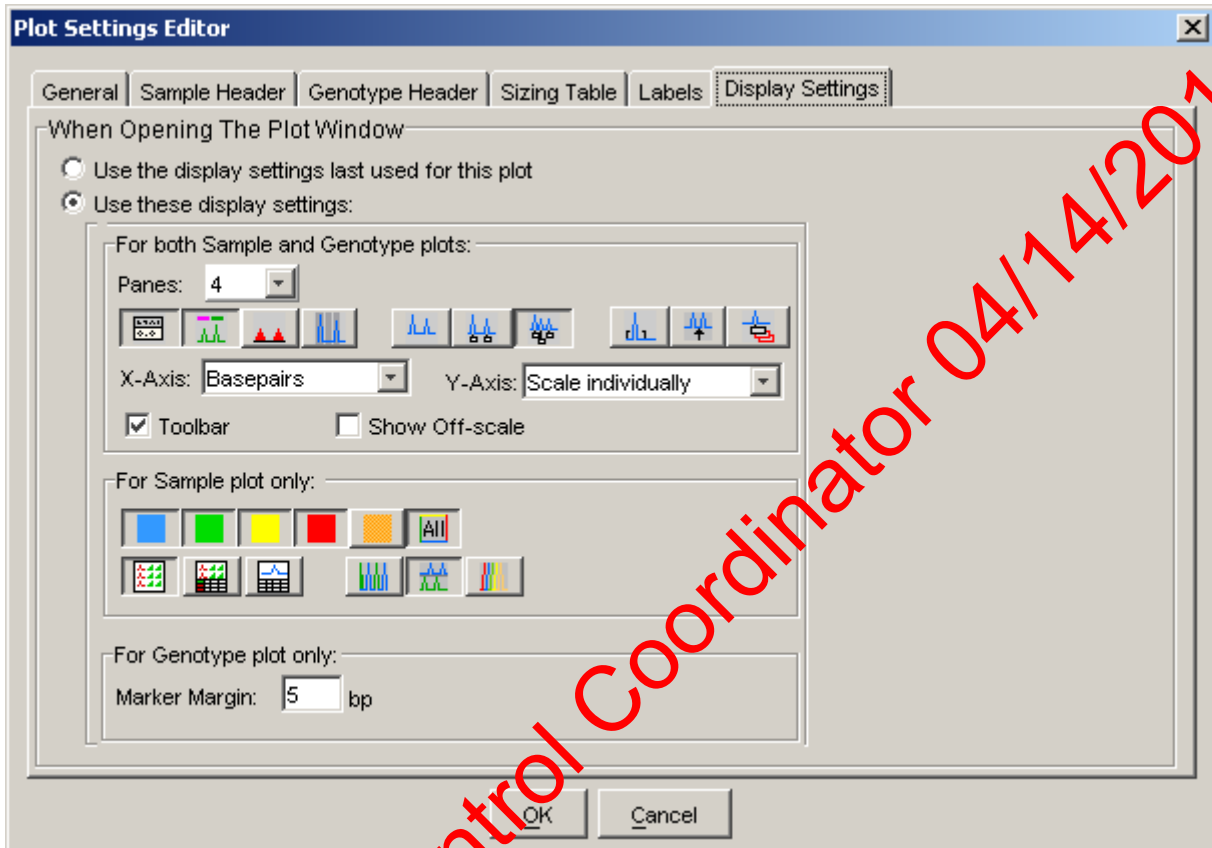 Plot Settings Editor
General Sample Header Genotype Header Sizing Table Labels Display Settings
When Opening The Plot Window
Use the display settings last used for this plot
Use these display settings:
For both Sample and Genotype plots:
Panes: 4
X-Axis: Basepairs Y-Axis: Scale individually
Toolbar Show Off-scale
For Sample plot only:
All
For Genotype plot only:
Marker Margin: 5 bp
OK Cancel
Coordinator 04/14/201